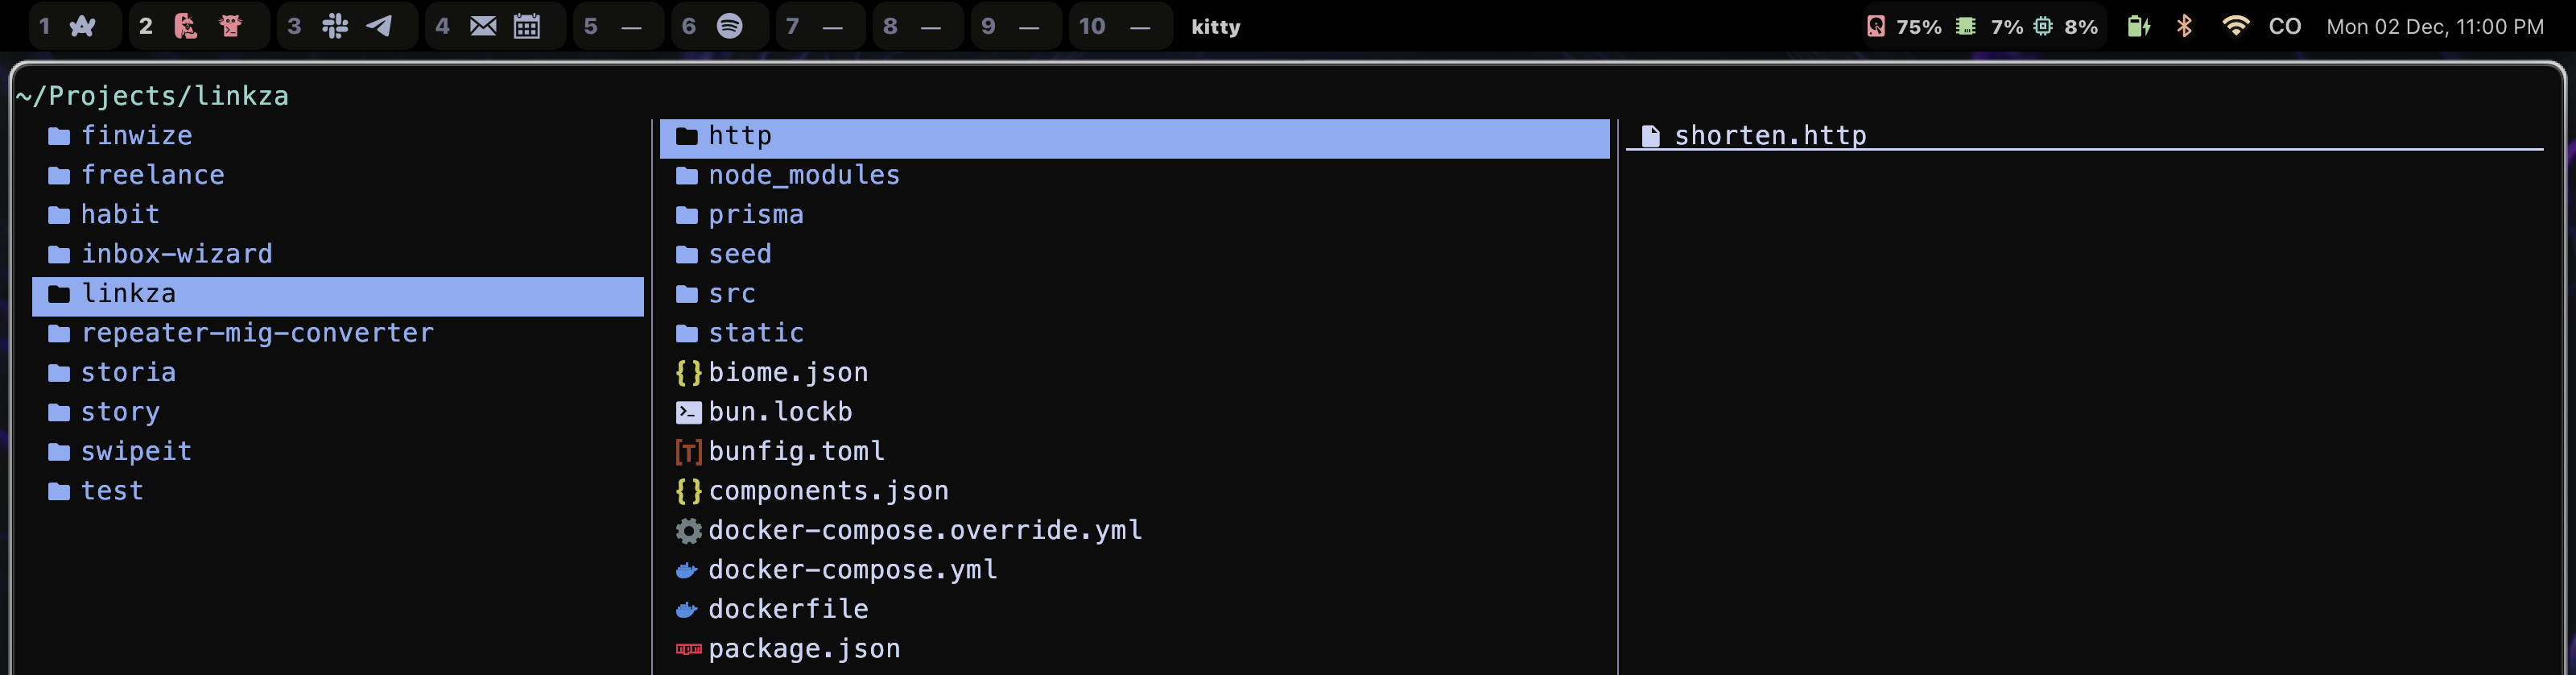 1 2 3 4 5 — 6 7 — 8 — 9 — 10 — kitty 75% 7% 8% CO Mon 02 Dec, 11:00 PM
~/Projects/linkza
finwize
freelance
habit
inbox-wizard
linkza
repeater-mig-converter
storia
story
swipeit
test
http
node_modules
prisma
seed
src
static
biome.json
bun.lockb
bunfig.toml
components.json
docker-compose.override.yml
docker-compose.yml
dockerfile
package.json
shorten.http